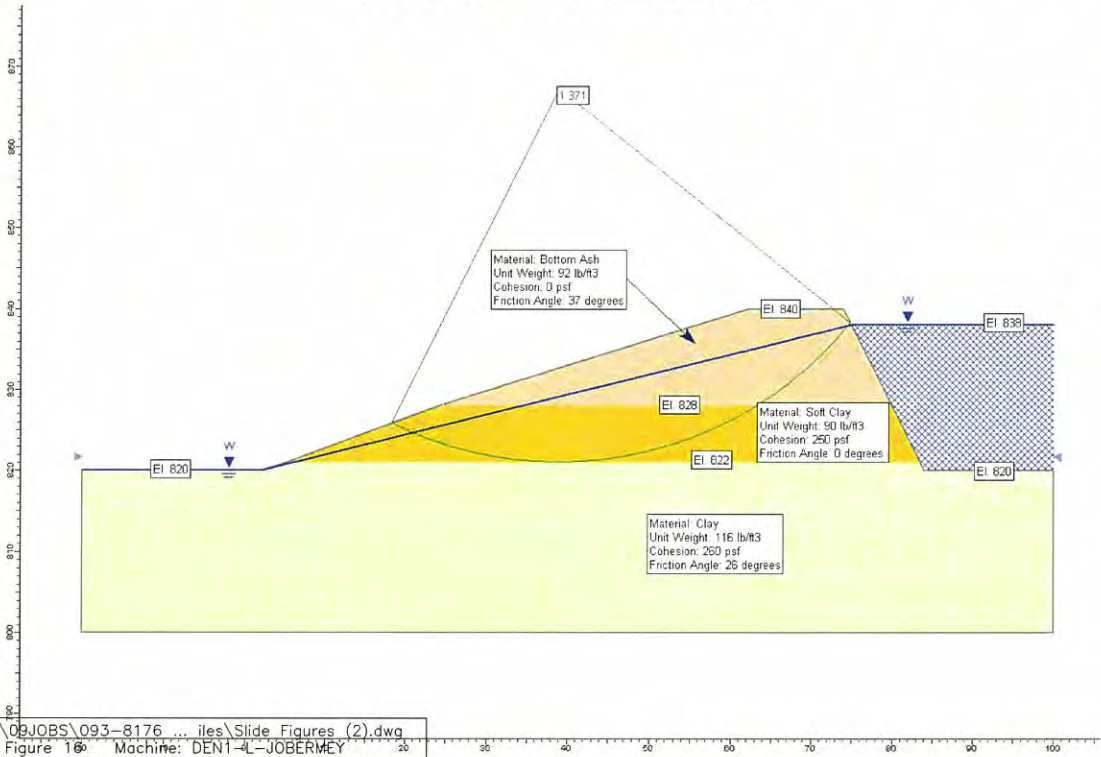 870
860
850
840
830
820
810
800
790
1.371
Material: Bottom Ash
Unit Weight: 92 lb/ft3
Cohesion: 0 psf
Friction Angle: 37 degrees
El. 840
W
El. 838
El. 828
Material: Soft Clay
Unit Weight: 90 lb/ft3
Cohesion: 250 psf
Friction Angle: 0 degrees
W
El. 820
El. 822
El. 820
Material: Clay
Unit Weight: 116 lb/ft3
Cohesion: 260 psf
Friction Angle: 26 degrees
\09JOBS\093-8176 ... iles\Slide Figures (2).dwg
Figure 16 Machine: DEN1-L-JOBERMEY
20 30 40 50 60 70 80 90 100